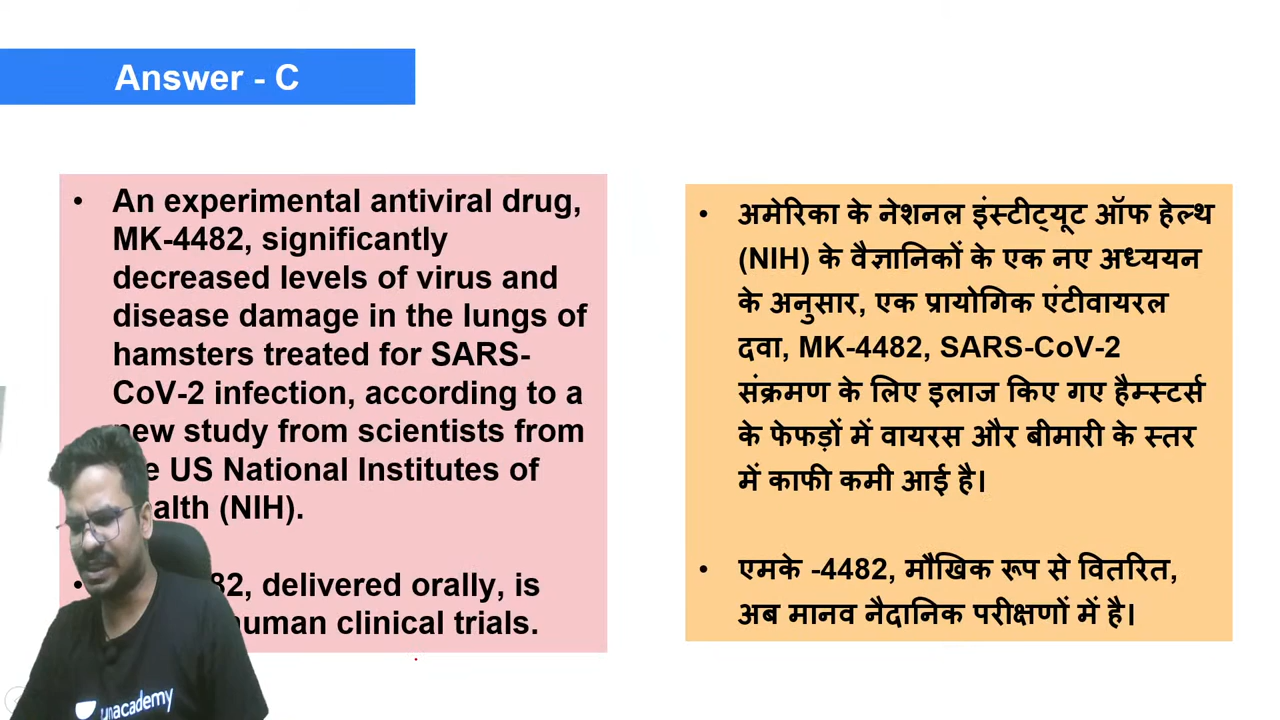 Answer - C
• An experimental antiviral drug,
MK-4482, significantly
decreased levels of virus and
disease damage in the lungs of
hamsters treated for SARS-
CoV-2 infection, according to a
new study from scientists from
US National Institutes of
(NIH).
• delivered orally, is
human clinical trials.
• अमेरिका के नेशनल इंस्टीट्यूट ऑफ हेल्थ
(NIH) के वैज्ञानिकों के एक नए अध्ययन
के अनुसार, एक प्रायोगिक एंटीवायरल
दवा, MK-4482, SARS-CoV-2
संक्रमण के लिए इलाज किए गए हैम्स्टर्स
के फेफड़ों में वायरस और बीमारी के स्तर
में काफी कमी आई है।
• एमके -4482, मौखिक रूप से वितरित,
अब मानव नैदानिक परीक्षणों में है।
unacademy